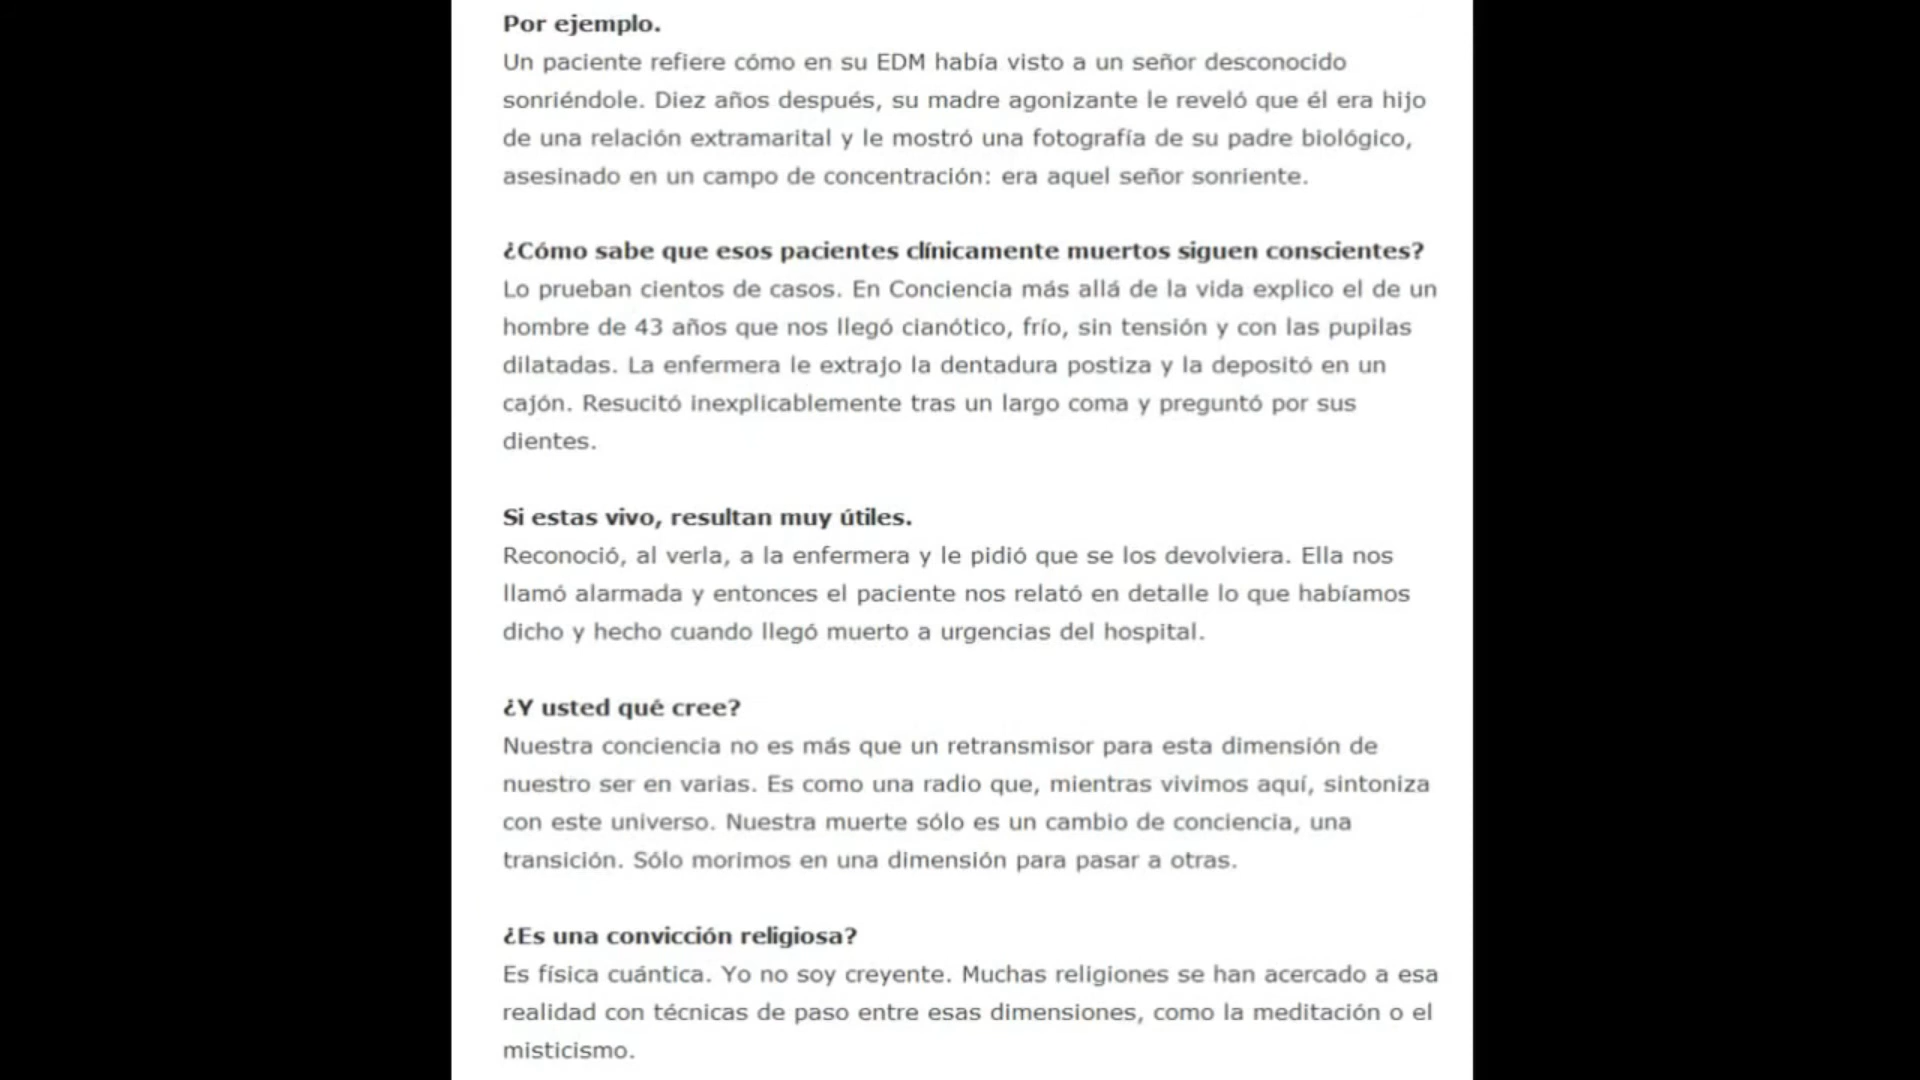 Por ejemplo.
Un paciente refiere cómo en su EDM había visto a un señor desconocido
sonriéndole. Diez años después, su madre agonizante le reveló que él era hijo
de una relación extramarital y le mostró una fotografía de su padre biológico,
asesinado en un campo de concentración: era aquel señor sonriente.
¿Cómo sabe que esos pacientes clínicamente muertos siguen conscientes?
Lo prueban cientos de casos. En Conciencia más allá de la vida explico el de un
hombre de 43 años que nos llegó cianótico, frío, sin tensión y con las pupilas
dilatadas. La enfermera le extrajo la dentadura postiza y la depositó en un
cajón. Resucitó inexplicablemente tras un largo coma y preguntó por sus
dientes.
Si estas vivo, resultan muy útiles.
Reconoció, al verla, a la enfermera y le pidió que se los devolviera. Ella nos
llamó alarmada y entonces el paciente nos relató en detalle lo que habíamos
dicho y hecho cuando llegó muerto a urgencias del hospital.
¿Y usted qué cree?
Nuestra conciencia no es más que un retransmisor para esta dimensión de
nuestro ser en varias. Es como una radio que, mientras vivimos aquí, sintoniza
con este universo. Nuestra muerte sólo es un cambio de conciencia, una
transición. Sólo morimos en una dimensión para pasar a otras.
¿Es una convicción religiosa?
Es física cuántica. Yo no soy creyente. Muchas religiones se han acercado a esa
realidad con técnicas de paso entre esas dimensiones, como la meditación o el
misticismo.